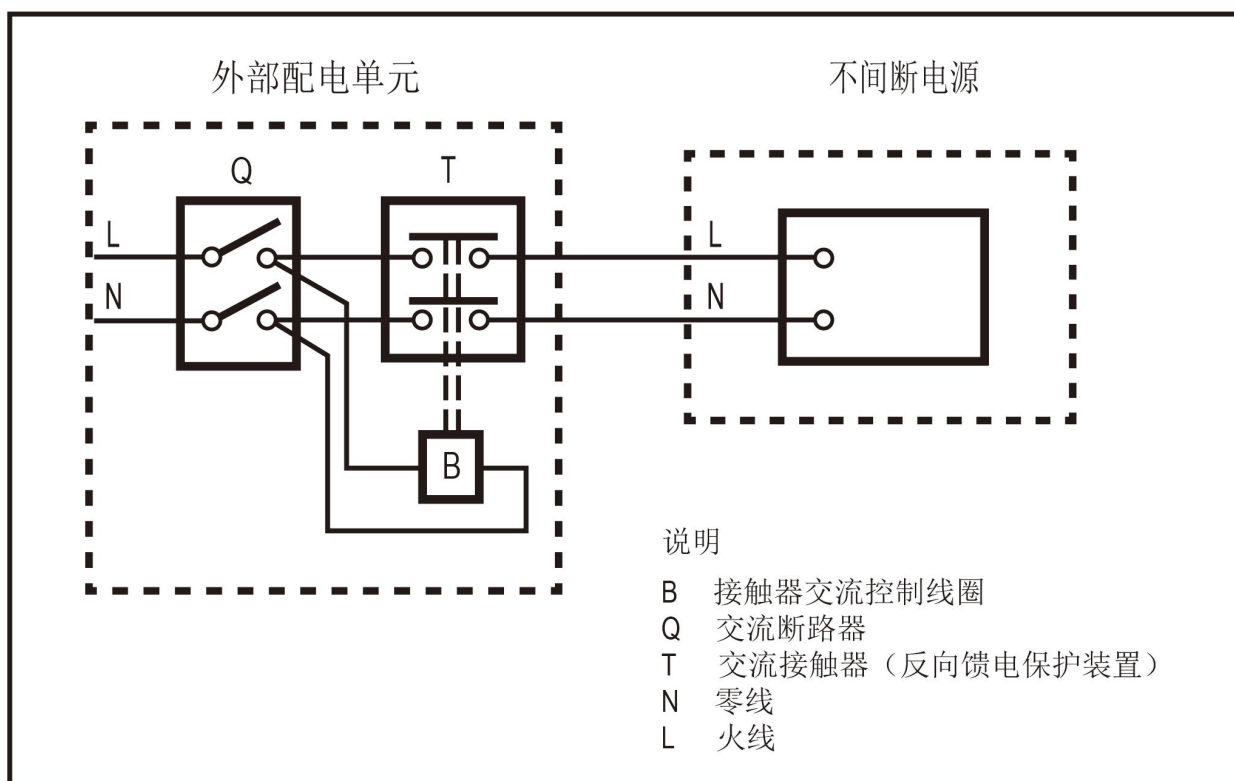 外部配电单元
不间断电源
Q
T
L
N
L
N
B
说明
B 接触器交流控制线圈
Q 交流断路器
T 交流接触器（反向馈电保护装置）
N 零线
L 火线